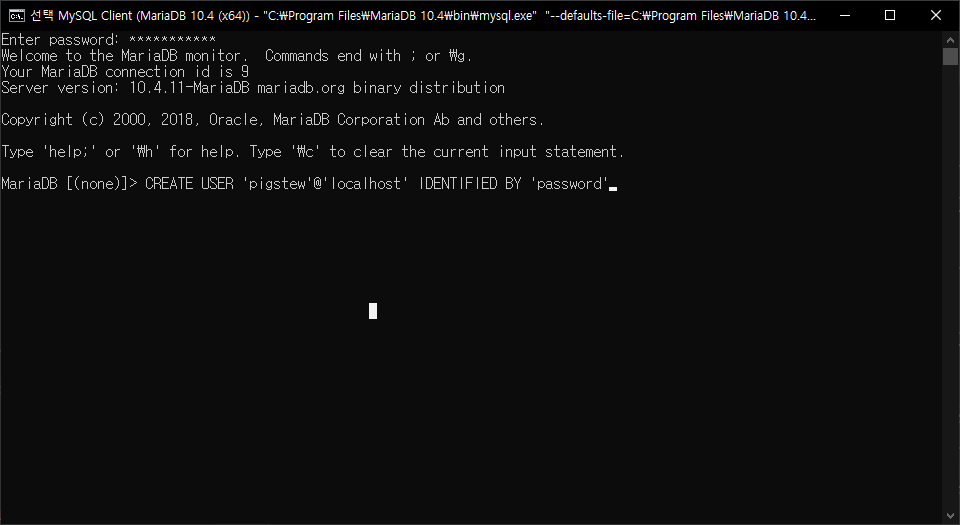 선택 MySQL Client (MariaDB 10.4 (x64)) - "C:₩Program Files₩MariaDB 10.4₩bin₩mysql.exe"  "--defaults-file=C:₩Program Files₩MariaDB 10.4...
Enter password: ***********
Welcome to the MariaDB monitor.  Commands end with ; or ₩g.
Your MariaDB connection id is 9
Server version: 10.4.11-MariaDB mariadb.org binary distribution
Copyright (c) 2000, 2018, Oracle, MariaDB Corporation Ab and others.
Type 'help;' or '₩h' for help. Type '₩c' to clear the current input statement.
MariaDB [(none)]> CREATE USER 'pigstew'@'localhost' IDENTIFIED BY 'password'